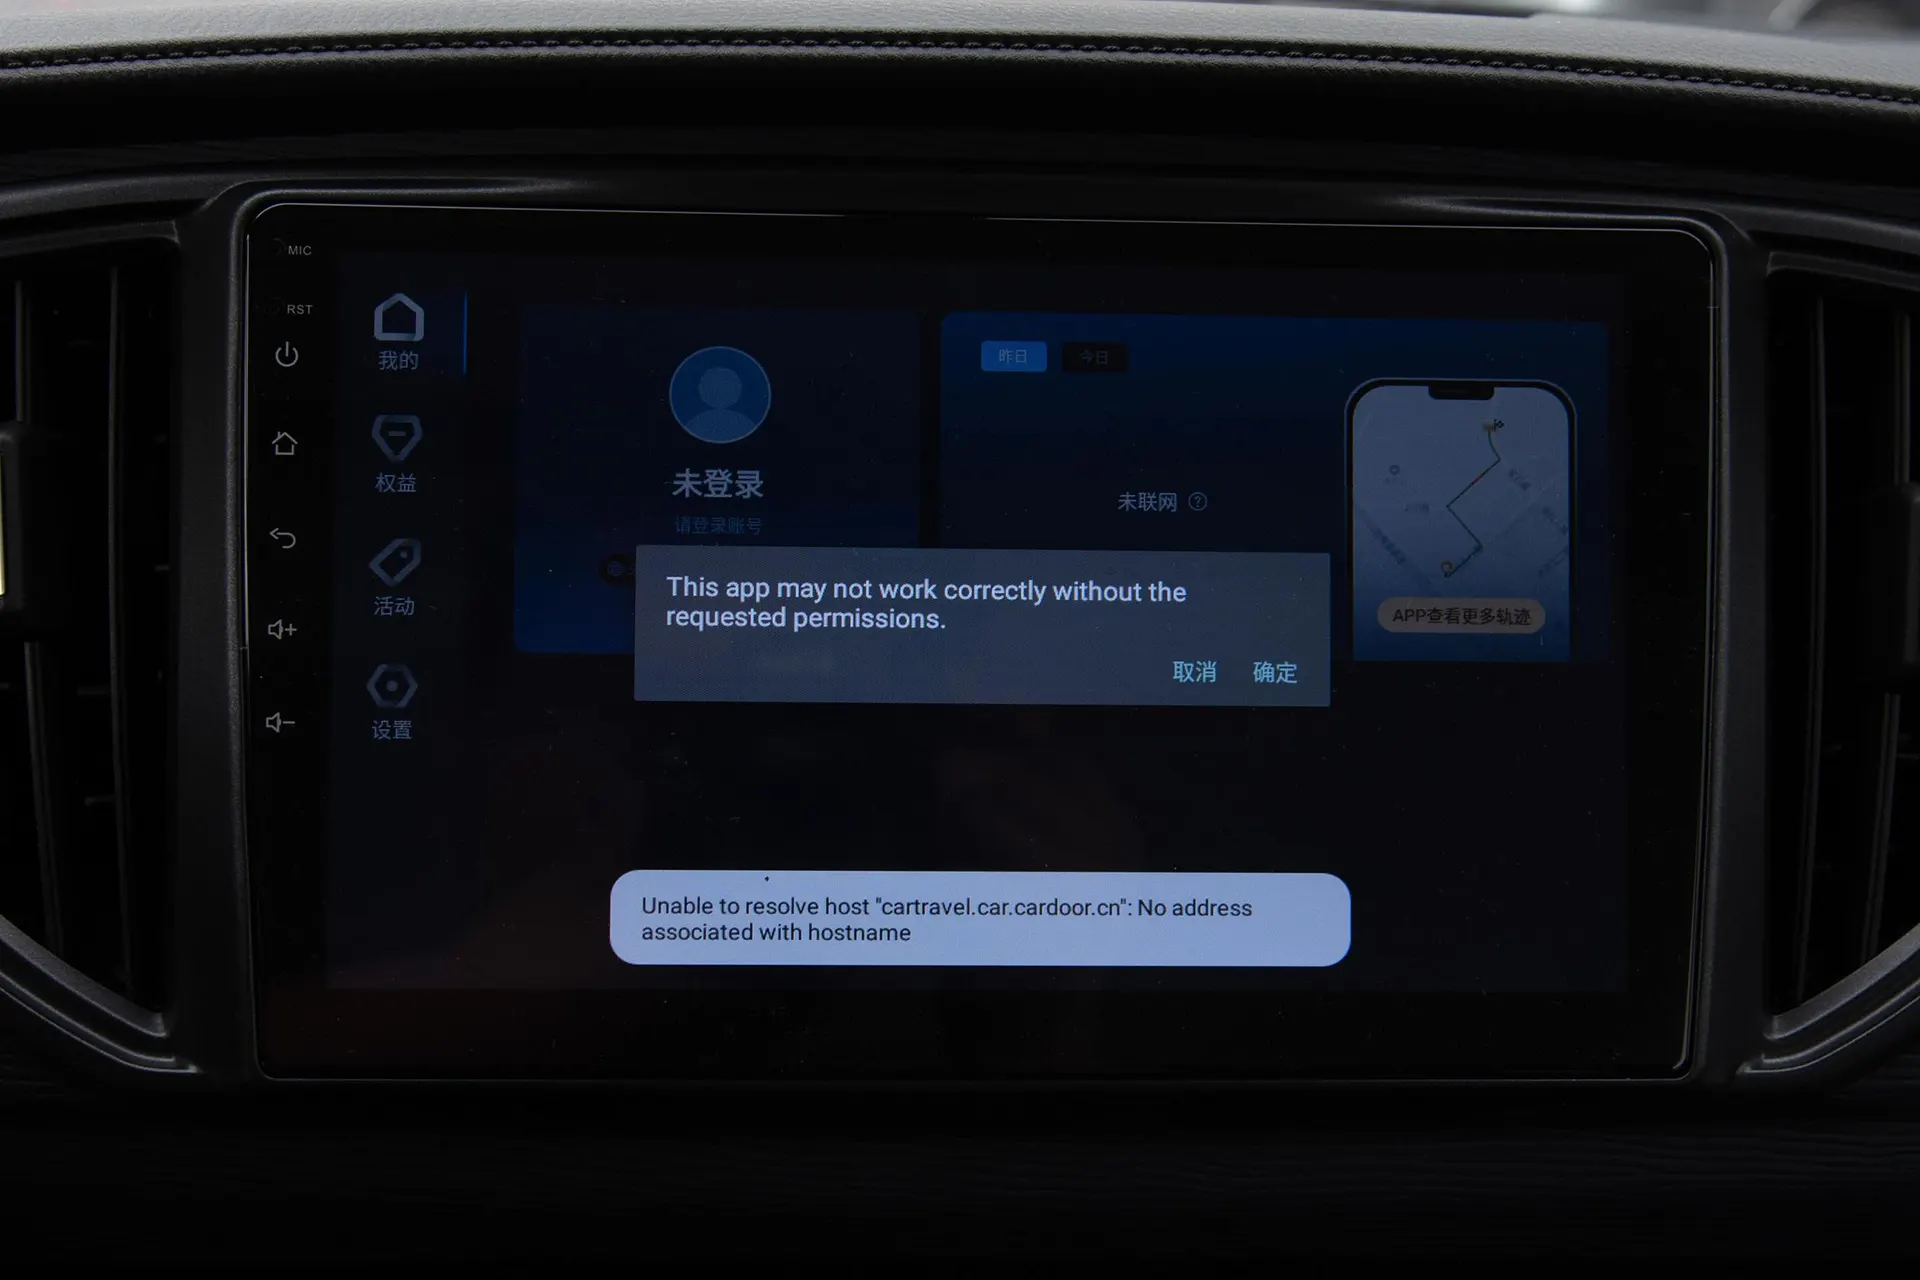 MIC
RST
我的
权益
活动
设置
未登录
请登录账号
昨日
今日
未联网
APP查看更多轨迹
This app may not work correctly without the
requested permissions.
取消 确定
Unable to resolve host "cartravel.car.cardoor.cn": No address
associated with hostname